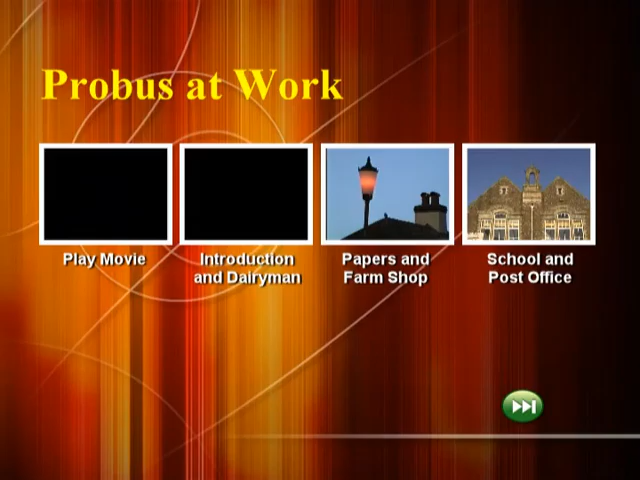 Probus at Work
Play Movie
Introduction
and Dairyman
Papers and
Farm Shop
School and
Post Office